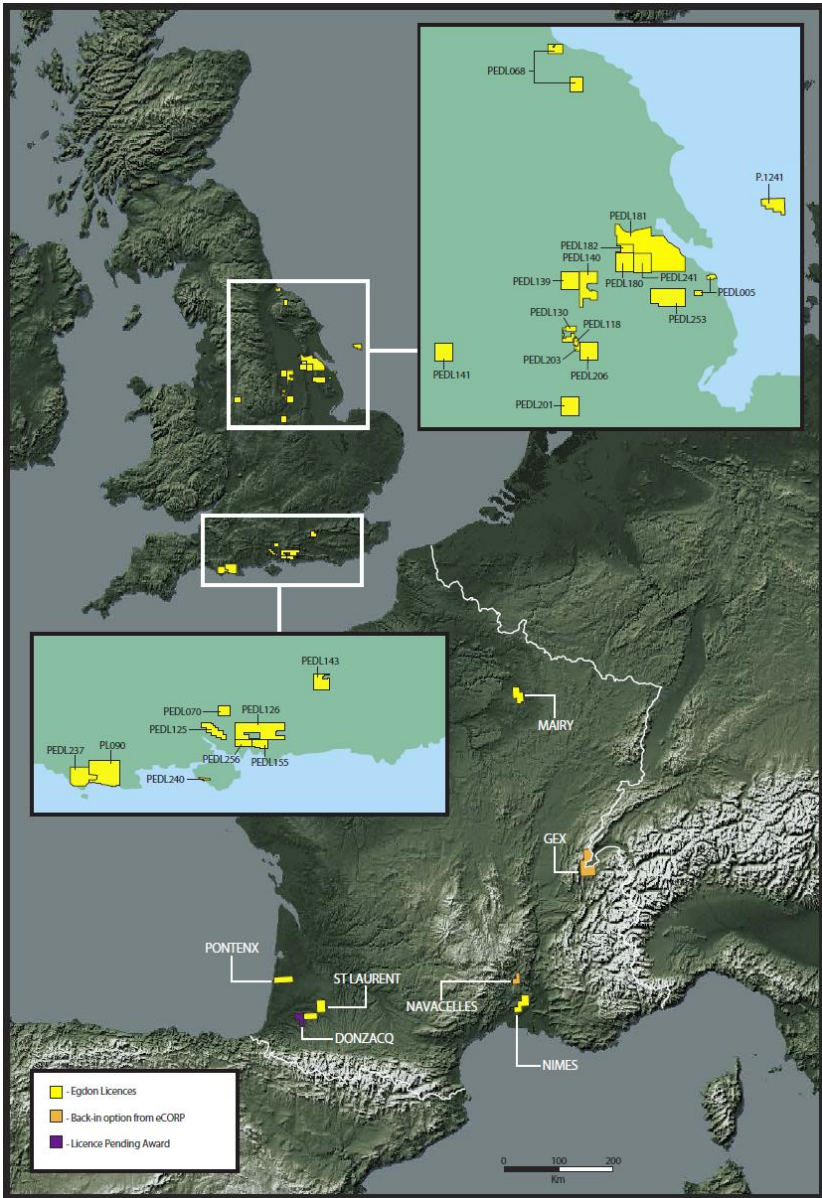 PEDL068
P.1241
PEDL181
PEDL182
PEDL140
PEDL139
PEDL180
PEDL241
PEDL005
PEDL253
PEDL130
PEDL118
PEDL141
PEDL203
PEDL206
PEDL201
PEDL143
PEDL070
PEDL126
PEDL125
PEDL237
PL090
PEDL256
PEDL155
PEDL240
MAIRY
GEX
PONTENX
ST LAURENT
NAVACELLES
DONZACQ
NIMES
- Egdon Licences
- Back-in option from eCORP
- Licence Pending Award
0 100 200
Km